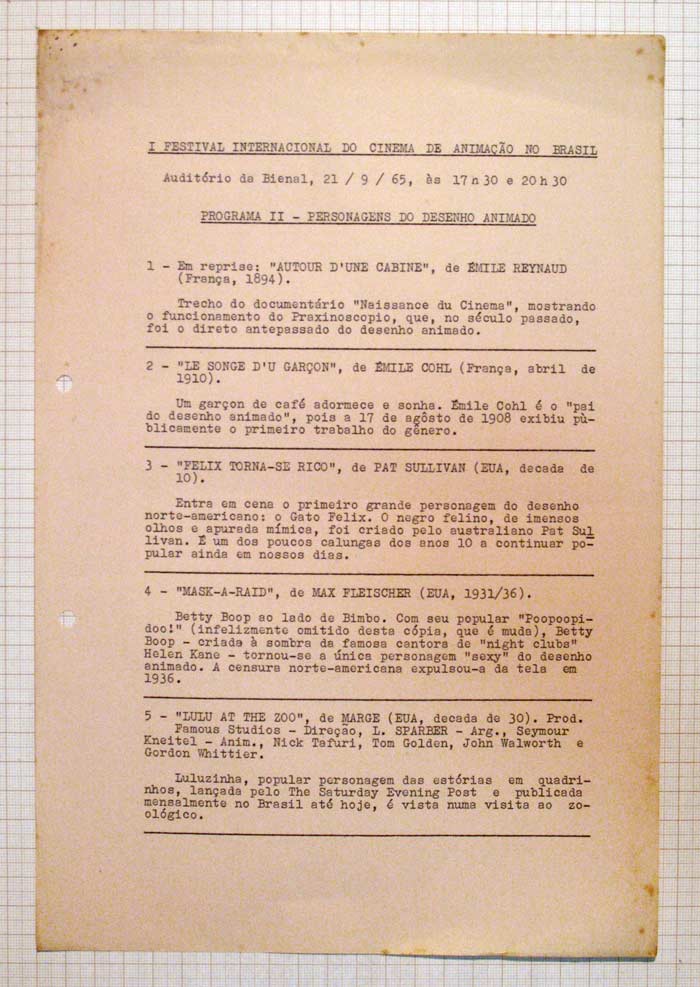 I FESTIVAL INTERNACIONAL DO CINEMA DE ANIMAÇÃO NO BRASIL
Auditório da Bienal, 21 / 9 / 65, às 17 h 30 e 20 h 30
PROGRAMA II - PERSONAGENS DO DESENHO ANIMADO
1 - Em reprise: "AUTOUR D'UNE CABINE", de ÉMILE REYNAUD
(França, 1894).
Trecho do documentário "Naissance du Cinema", mostrando
o funcionamento do Praxinoscopio, que, no século passado,
foi o direto antepassado do desenho animado.
2 - "LE SONGE D'U GARÇON", de ÉMILE COHL (França, abril de
1910).
Um garçon de café adormece e sonha. Émile Cohl é o "pai
do desenho animado", pois a 17 de agôsto de 1908 exibiu pù-
blicamente o primeiro trabalho do gênero.
3 - "FELIX TORNA-SE RICO", de PAT SULLIVAN (EUA, decada de
10).
Entra em cena o primeiro grande personagem do desenho
norte-americano: o Gato Felix. O negro felino, de imensos
olhos e apurada mímica, foi criado pelo australiano Pat Sul
livan. É um dos poucos calungas dos anos 10 a continuar po-
pular ainda em nossos dias.
4 - "MASK-A-RAID", de MAX FLEISCHER (EUA, 1931/36).
Betty Boop ao lado de Bimbo. Com seu popular "Poopoopi-
doo!" (infelizmente omitido desta cópia, que é muda), Betty
Boop - criada à sombra da famosa cantora de "night clubs"
Helen Kane - tornou-se a única personagem "sexy" do desenho
animado. A censura norte-americana expulsou-a da tela em
1936.
5 - "LULU AT THE ZOO", de MARGE (EUA, decada de 30). Prod.
Famous Studios - Direção, L. SPARBER - Arg., Seymour
Kneitel - Anim., Nick Tafuri, Tom Golden, John Walworth e
Gordon Whittier.
Luluzinha, popular personagem das estórias em quadri-
nhos, lançada pelo The Saturday Evening Post e publicada
mensalmente no Brasil até hoje, é vista numa visita ao zo-
ológico.